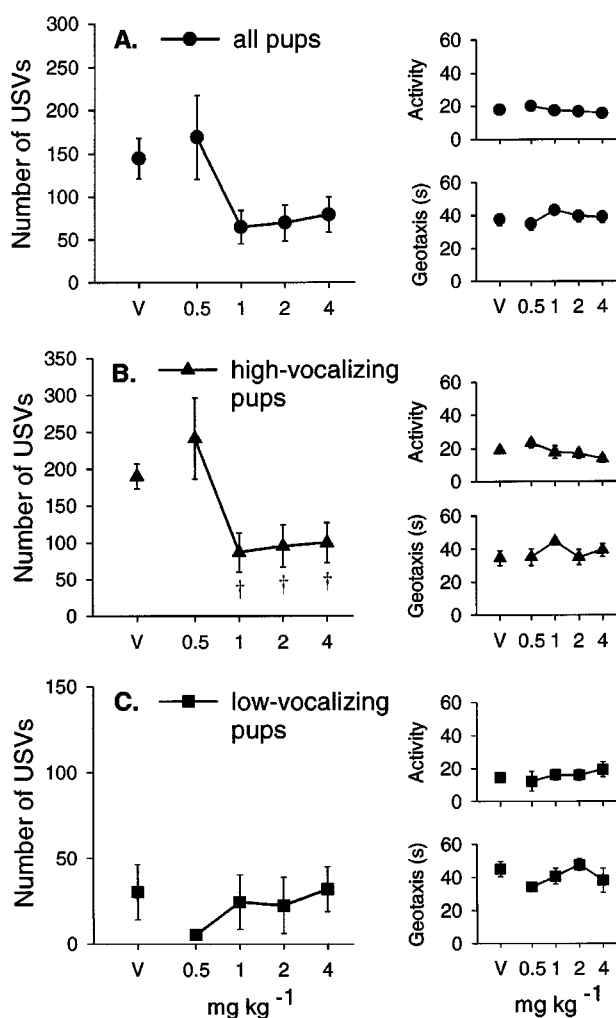 A. all pups
Number of USVs
300
250
200
150
100
50
0
V 0.5 1 2 4
Activity
60
40
20
0
Geotaxis (s)
60
40
20
0
V 0.5 1 2 4
B. high-vocalizing
pups
Number of USVs
350
300
250
200
150
100
50
0
† † †
V 0.5 1 2 4
Activity
60
40
20
0
Geotaxis (s)
60
40
20
0
V 0.5 1 2 4
C. low-vocalizing
pups
Number of USVs
150
100
50
0
V 0.5 1 2 4
mg kg -1
Activity
60
40
20
0
Geotaxis (s)
60
40
20
0
V 0.5 1 2 4
mg kg -1